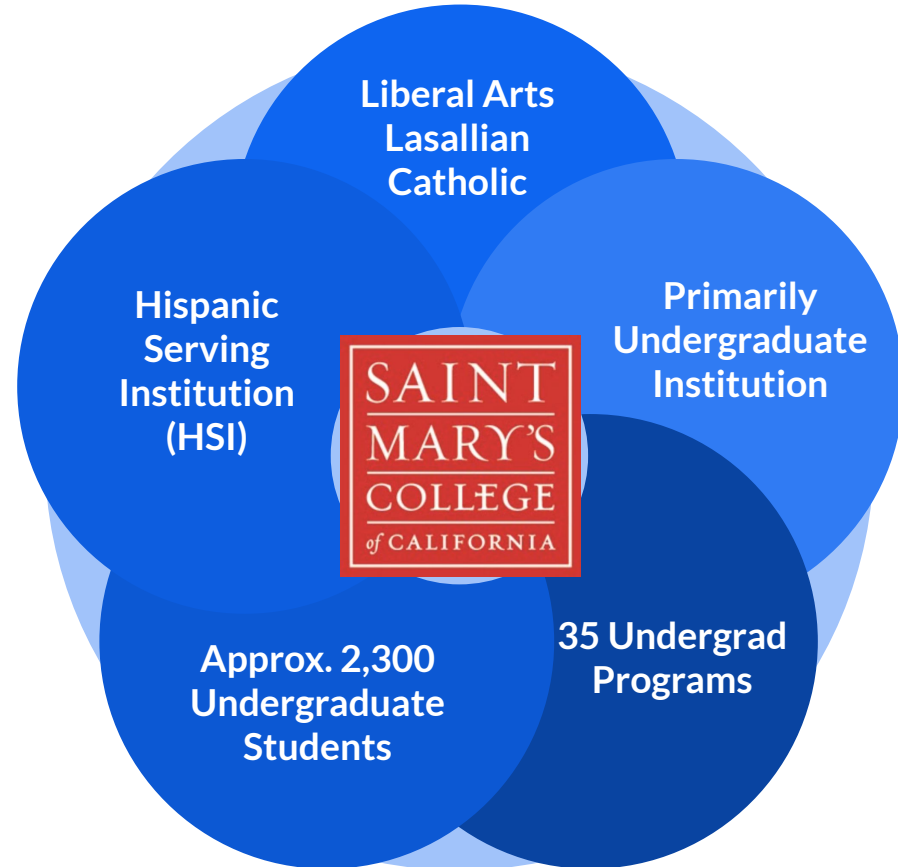 Liberal Arts
Lasallian
Catholic
Primarily
Undergraduate
Institution
35 Undergrad
Programs
Approx. 2,300
Undergraduate
Students
Hispanic
Serving
Institution
(HSI)
SAINT
MARY'S
COLLEGE
of CALIFORNIA